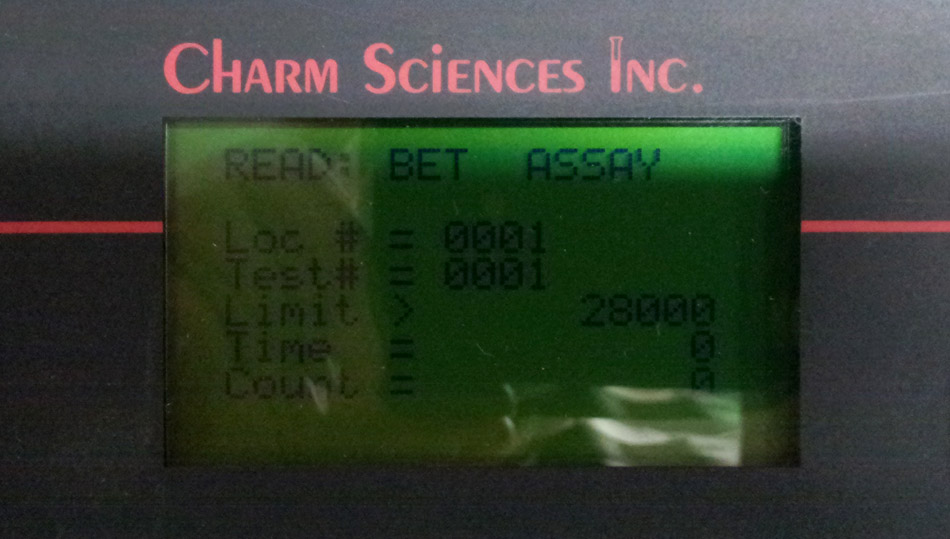 CHARM SCIENCES INC.
READ: BET ASSAY
Loc # = 0001
Test# = 0001
Limit > 28000
Time = 0
Count = 0